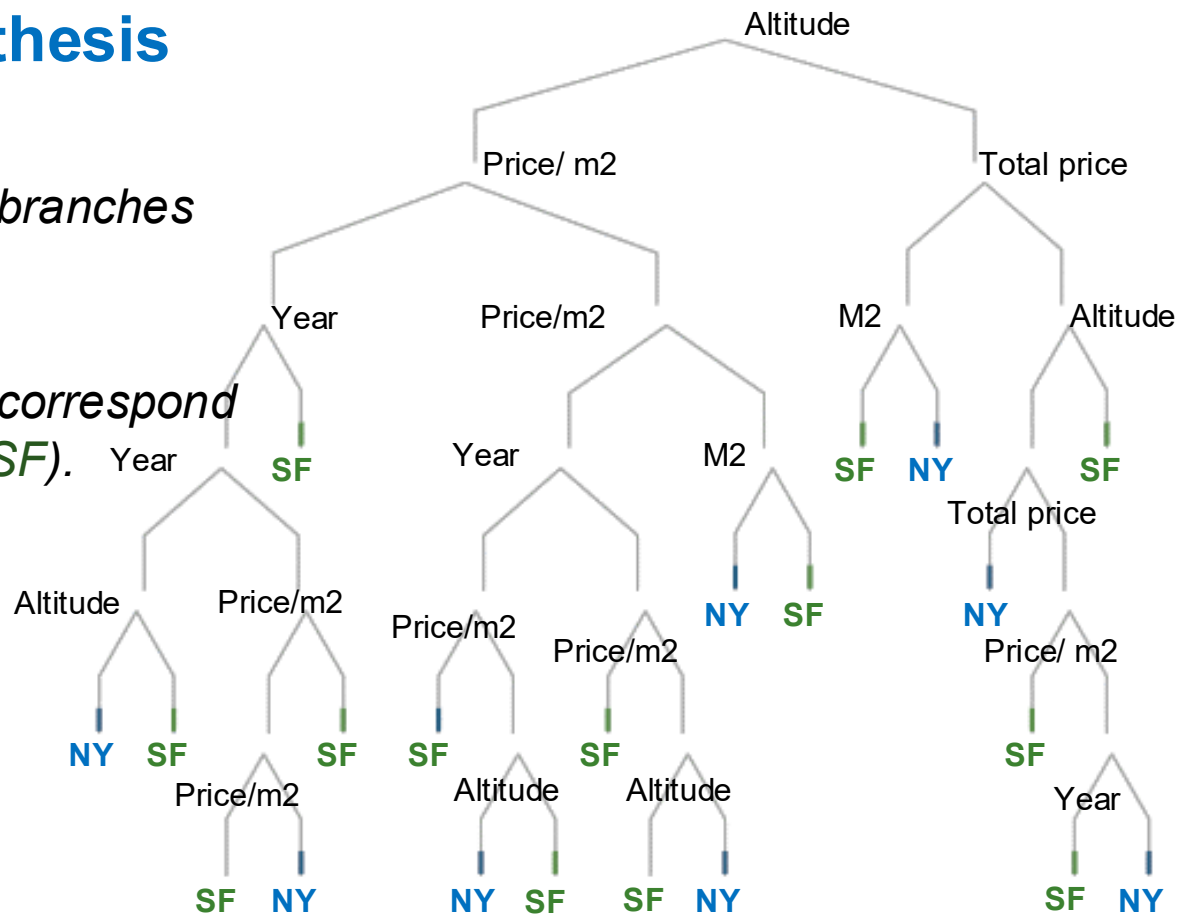 thesis
Altitude
Price/ m2
Total price
branches
Year
Price/m2
M2
Altitude
correspond
SF).
Year
SF
Year
M2
SF
NY
SF
Total price
Altitude
Price/m2
Price/m2
Price/m2
NY
SF
NY
Price/ m2
NY
SF
SF
SF
SF
SF
Price/m2
Altitude
Altitude
Year
SF
NY
NY
SF
SF
NY
SF
NY